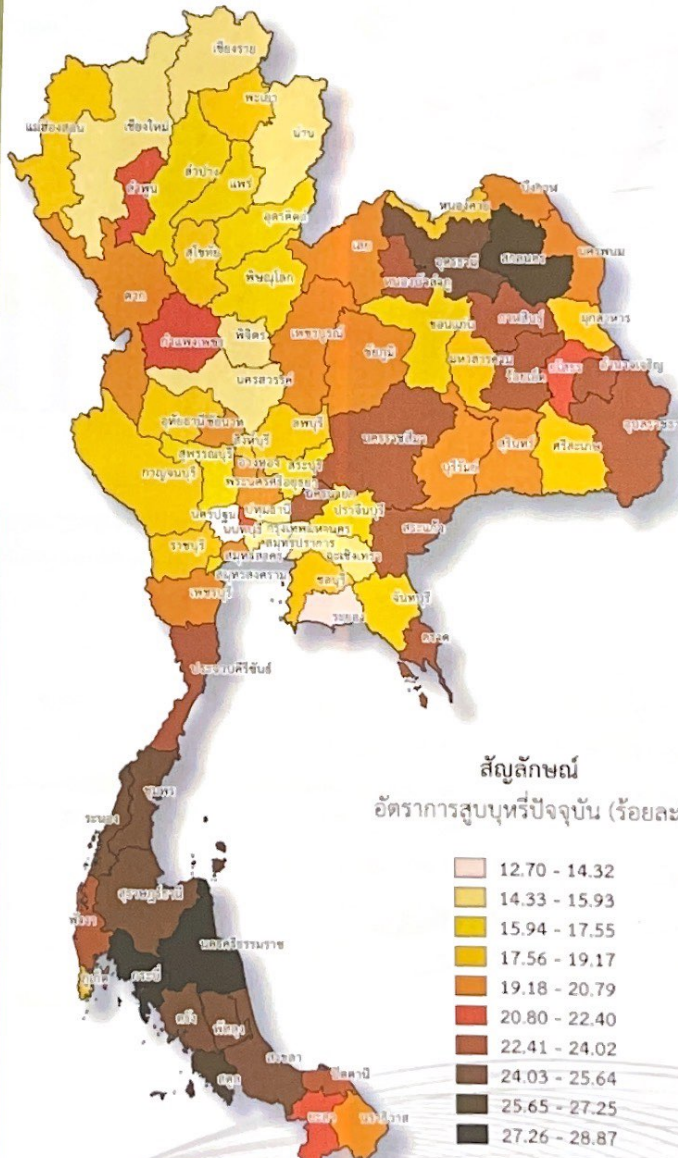 เชียงราย
พะเยา
แม่ฮ่องสอน
เชียงใหม่
น่าน
ลำปาง
แพร่
ลำพูน
อุตรดิตถ์
สุโขทัย
พิษณุโลก
ตาก
กำแพงเพชร
พิจิตร
เพชรบูรณ์
เลย
หนองคาย
บึงกาฬ
อุดรธานี
สกลนคร
นครพนม
หนองบัวลำภู
ขอนแก่น
กาฬสินธุ์
มุกดาหาร
ชัยภูมิ
มหาสารคาม
ร้อยเอ็ด
ยโสธร
อำนาจเจริญ
นครสวรรค์
อุทัยธานี
ชัยนาท
ลพบุรี
นครราชสีมา
บุรีรัมย์
สุรินทร์
ศรีสะเกษ
สิงห์บุรี
สุพรรณบุรี
อ่างทอง
สระบุรี
กาญจนบุรี
พระนครศรีอยุธยา
นครนายก
นครปฐม
ปทุมธานี
ปราจีนบุรี
นนทบุรี
กรุงเทพมหานคร
สระแก้ว
ราชบุรี
สมุทรปราการ
สมุทรสาคร
ฉะเชิงเทรา
สมุทรสงคราม
ชลบุรี
เพชรบุรี
ระยอง
จันทบุรี
ตราด
ประจวบคีรีขันธ์
ชุมพร
ระนอง
สุราษฎร์ธานี
พังงา
นครศรีธรรมราช
กระบี่
ภูเก็ต
ตรัง
พัทลุง
สงขลา
สตูล
ปัตตานี
ยะลา
นราธิวาส
สัญลักษณ์
อัตราการสูบบุหรี่ปัจจุบัน (ร้อยละ
12.70 - 14.32
14.33 - 15.93
15.94 - 17.55
17.56 - 19.17
19.18 - 20.79
20.80 - 22.40
22.41 - 24.02
24.03 - 25.64
25.65 - 27.25
27.26 - 28.87